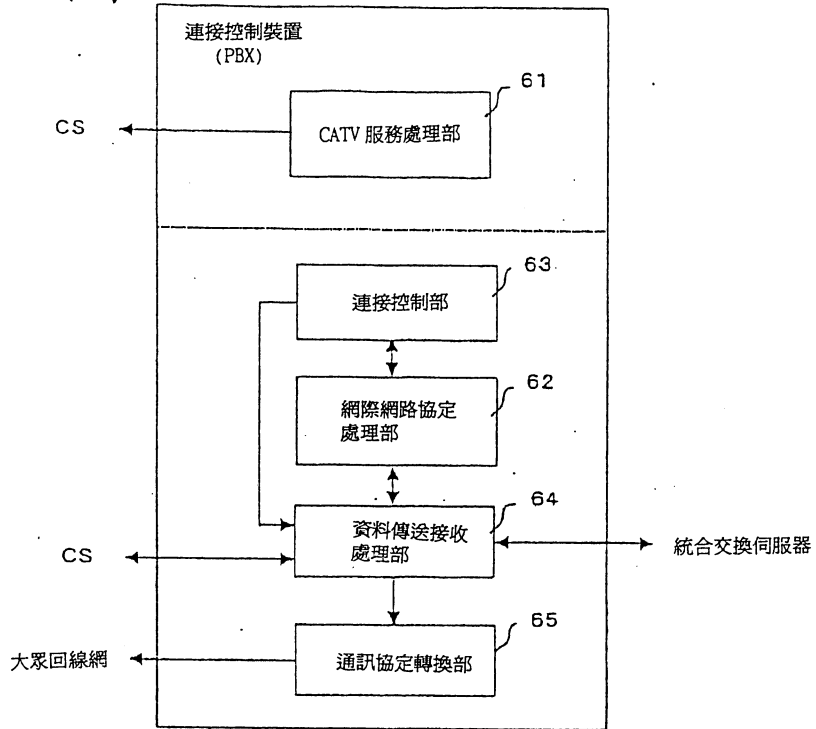 連接控制裝置
(PBX)
61
CS
CATV 服務處理部
63
連接控制部
62
網際網路協定
處理部
64
資料傳送接收
處理部
CS
統合交換伺服器
65
通訊協定轉換部
大眾回線網